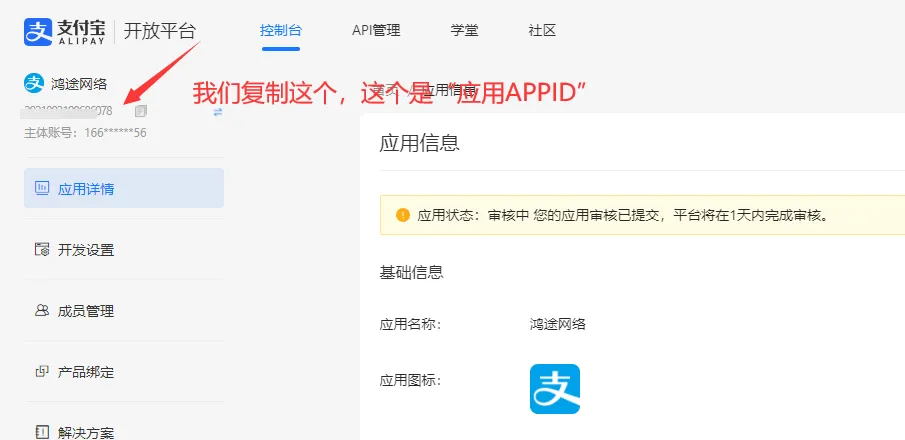 支付宝
ALIPAY
开放平台
控制台
API管理
学堂
社区
鸿途网络
我们复制这个，这个是“应用APPID”
应用信息
主体账号：166******56
应用信息
应用详情
应用状态：审核中 您的应用审核已提交，平台将在1天内完成审核。
开发设置
基础信息
成员管理
应用名称：
鸿途网络
产品绑定
应用图标：
解决方案